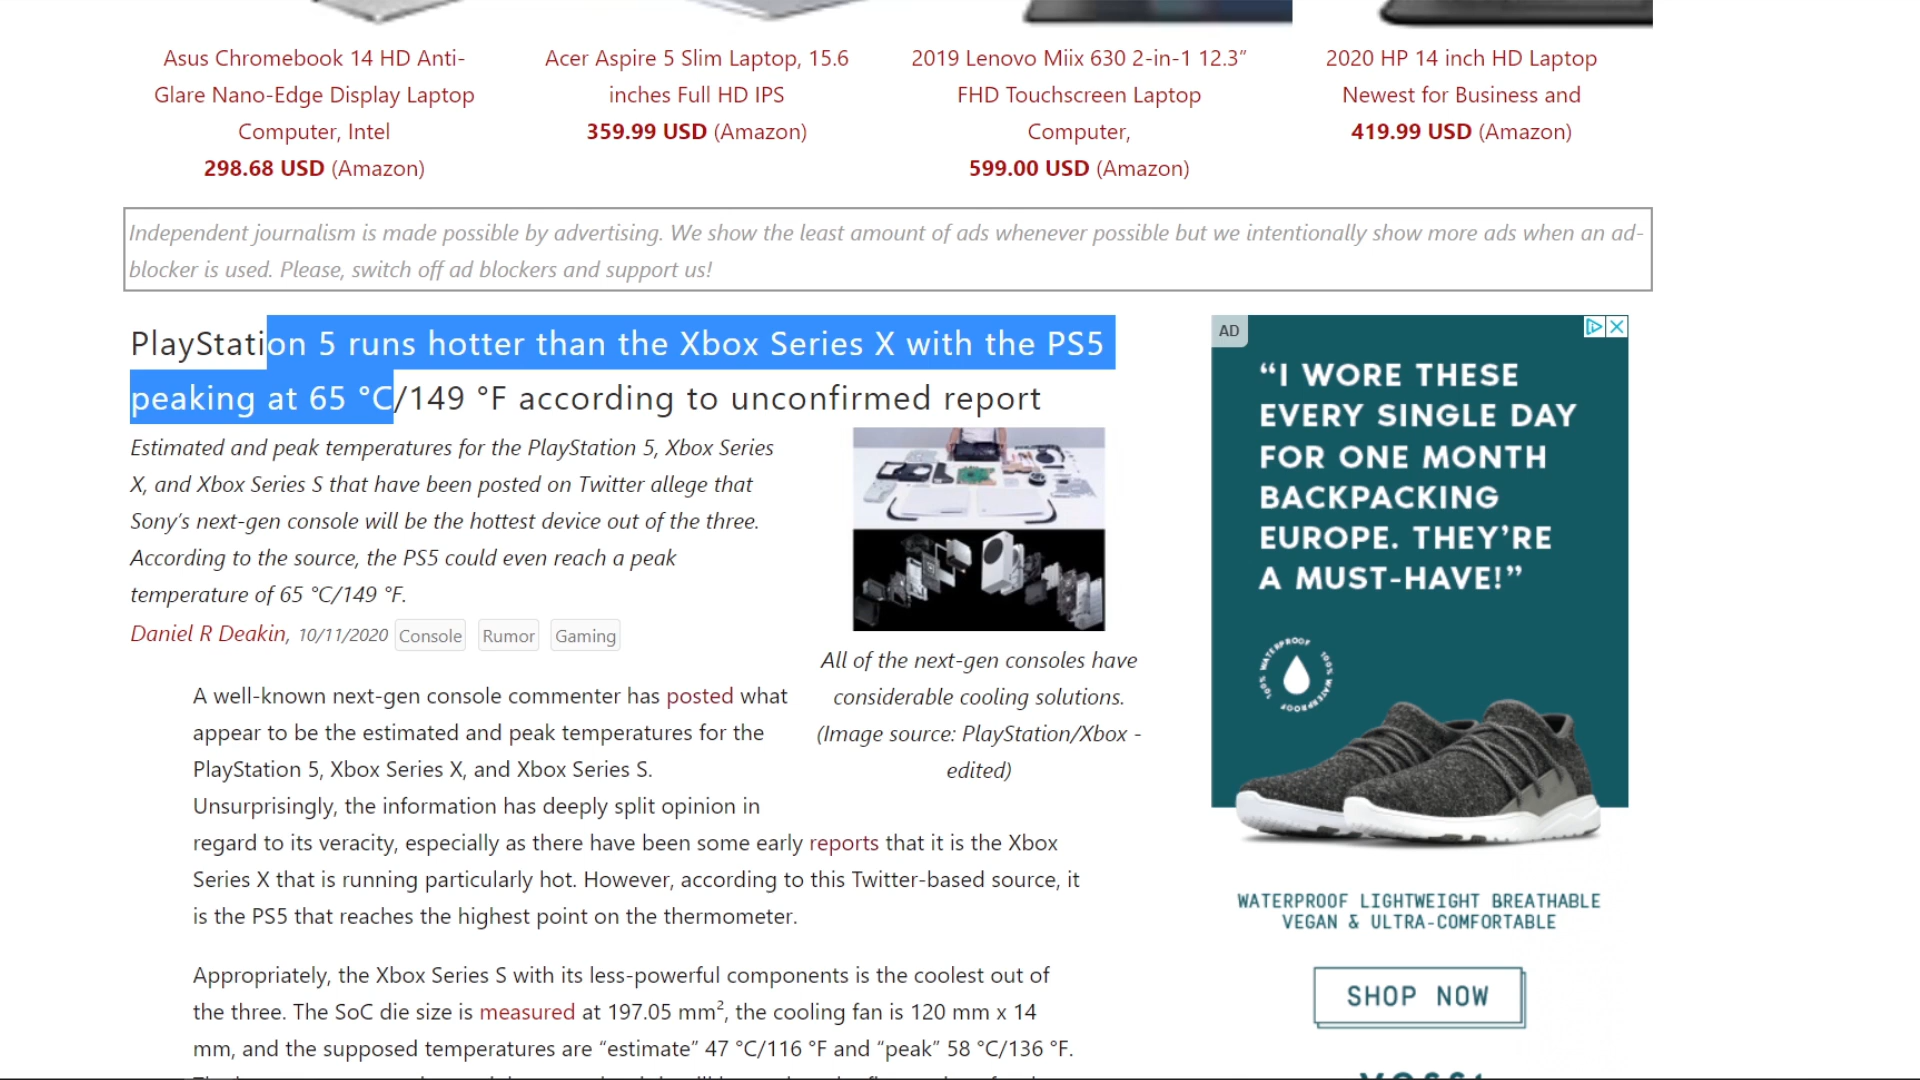 Asus Chromebook 14 HD Anti-
Glare Nano-Edge Display Laptop
Computer, Intel
298.68 USD (Amazon)
Acer Aspire 5 Slim Laptop, 15.6
inches Full HD IPS
359.99 USD (Amazon)
2019 Lenovo Miix 630 2-in-1 12.3”
FHD Touchscreen Laptop
Computer,
599.00 USD (Amazon)
2020 HP 14 inch HD Laptop
Newest for Business and
419.99 USD (Amazon)
Independent journalism is made possible by advertising. We show the least amount of ads whenever possible but we intentionally show more ads when an ad-
blocker is used. Please, switch off ad blockers and support us!
PlayStation 5 runs hotter than the Xbox Series X with the PS5
peaking at 65 °C/149 °F according to unconfirmed report
Estimated and peak temperatures for the PlayStation 5, Xbox Series
X, and Xbox Series S that have been posted on Twitter allege that
Sony’s next-gen console will be the hottest device out of the three.
According to the source, the PS5 could even reach a peak
temperature of 65 °C/149 °F.
Daniel R Deakin, 10/11/2020 Console Rumor Gaming
All of the next-gen consoles have
considerable cooling solutions.
(Image source: PlayStation/Xbox -
edited)
A well-known next-gen console commenter has posted what
appear to be the estimated and peak temperatures for the
PlayStation 5, Xbox Series X, and Xbox Series S.
Unsurprisingly, the information has deeply split opinion in
regard to its veracity, especially as there have been some early reports that it is the Xbox
Series X that is running particularly hot. However, according to this Twitter-based source, it
is the PS5 that reaches the highest point on the thermometer.
Appropriately, the Xbox Series S with its less-powerful components is the coolest out of
the three. The SoC die size is measured at 197.05 mm², the cooling fan is 120 mm x 14
mm, and the supposed temperatures are “estimate” 47 °C/116 °F and “peak” 58 °C/136 °F.
AD
“I WORE THESE
EVERY SINGLE DAY
FOR ONE MONTH
BACKPACKING
EUROPE. THEY’RE
A MUST-HAVE!”
100% WATERPROOF
100% WATERPROOF
WATERPROOF LIGHTWEIGHT BREATHABLE
VEGAN & ULTRA-COMFORTABLE
SHOP NOW